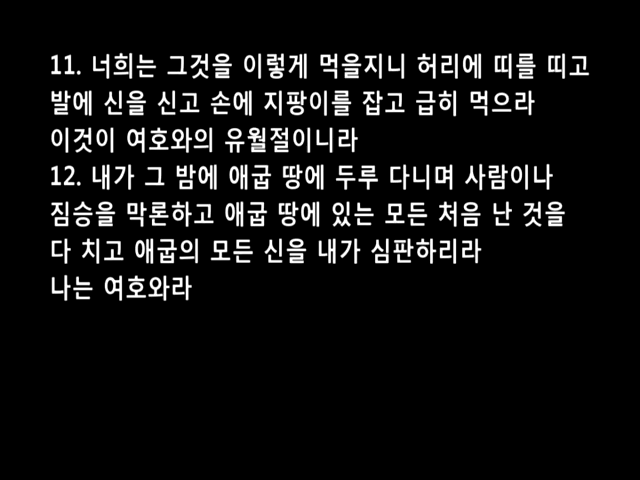 11. 너희는 그것을 이렇게 먹을지니 허리에 띠를 띠고
발에 신을 신고 손에 지팡이를 잡고 급히 먹으라
이것이 여호와의 유월절이니라
12. 내가 그 밤에 애굽 땅에 두루 다니며 사람이나
짐승을 막론하고 애굽 땅에 있는 모든 처음 난 것을
다 치고 애굽의 모든 신을 내가 심판하리라
나는 여호와라